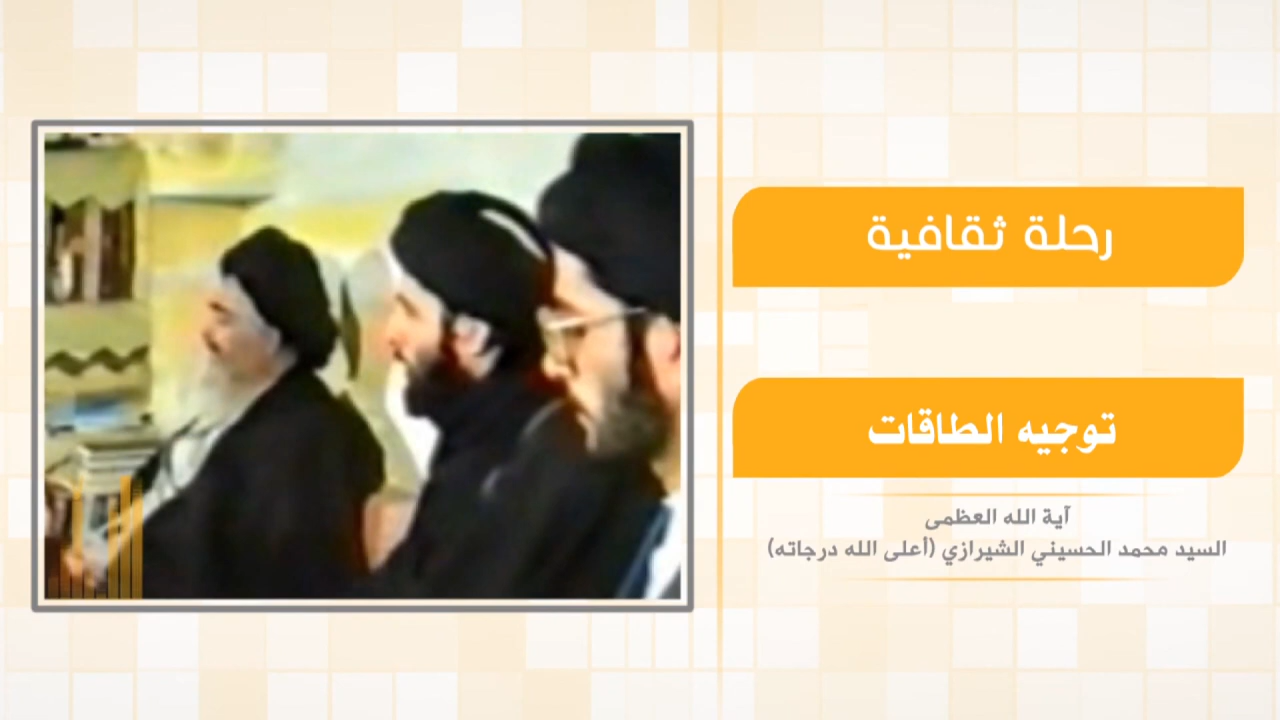 رحلة ثقافية
توجيه الطاقات
آية الله العظمى
السيد محمد الحسيني الشيرازي (أعلى الله درجاته)